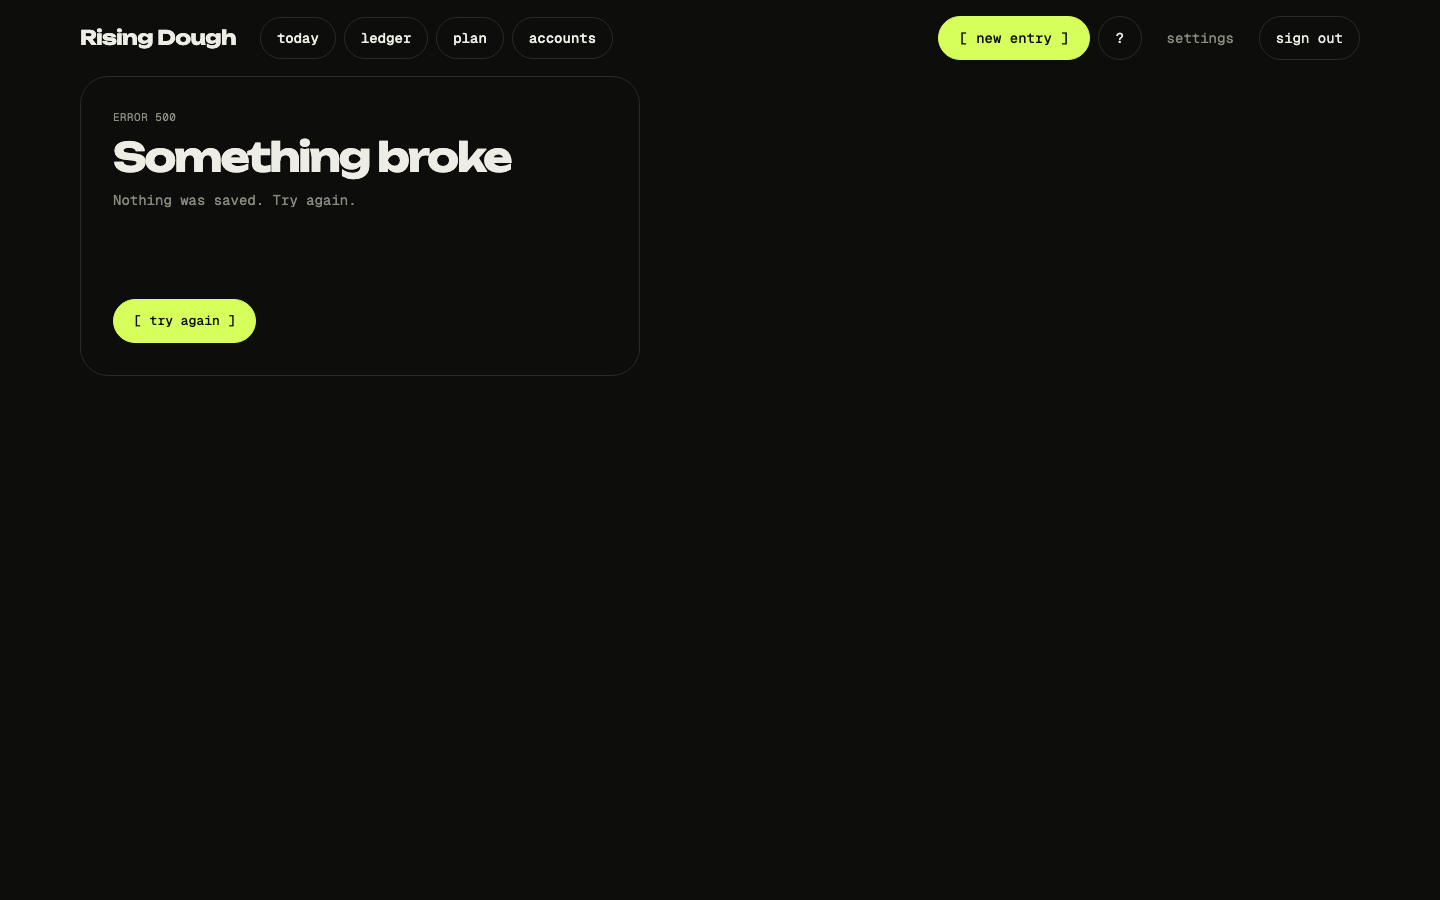 Rising Dough today ledger plan accounts [ new entry ] ? settings sign out
ERROR 500
Something broke
Nothing was saved. Try again.
[ try again ]